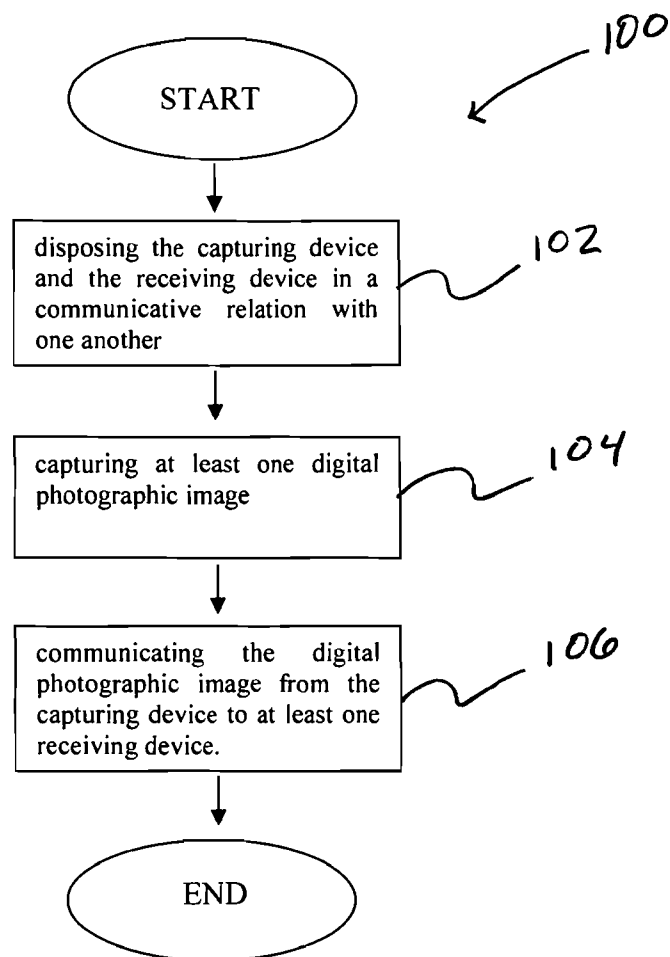 100
START
disposing the capturing device
and the receiving device in a
communicative relation with
one another
102
capturing at least one digital
photographic image
104
communicating the digital
photographic image from the
capturing device to at least one
receiving device.
106
END